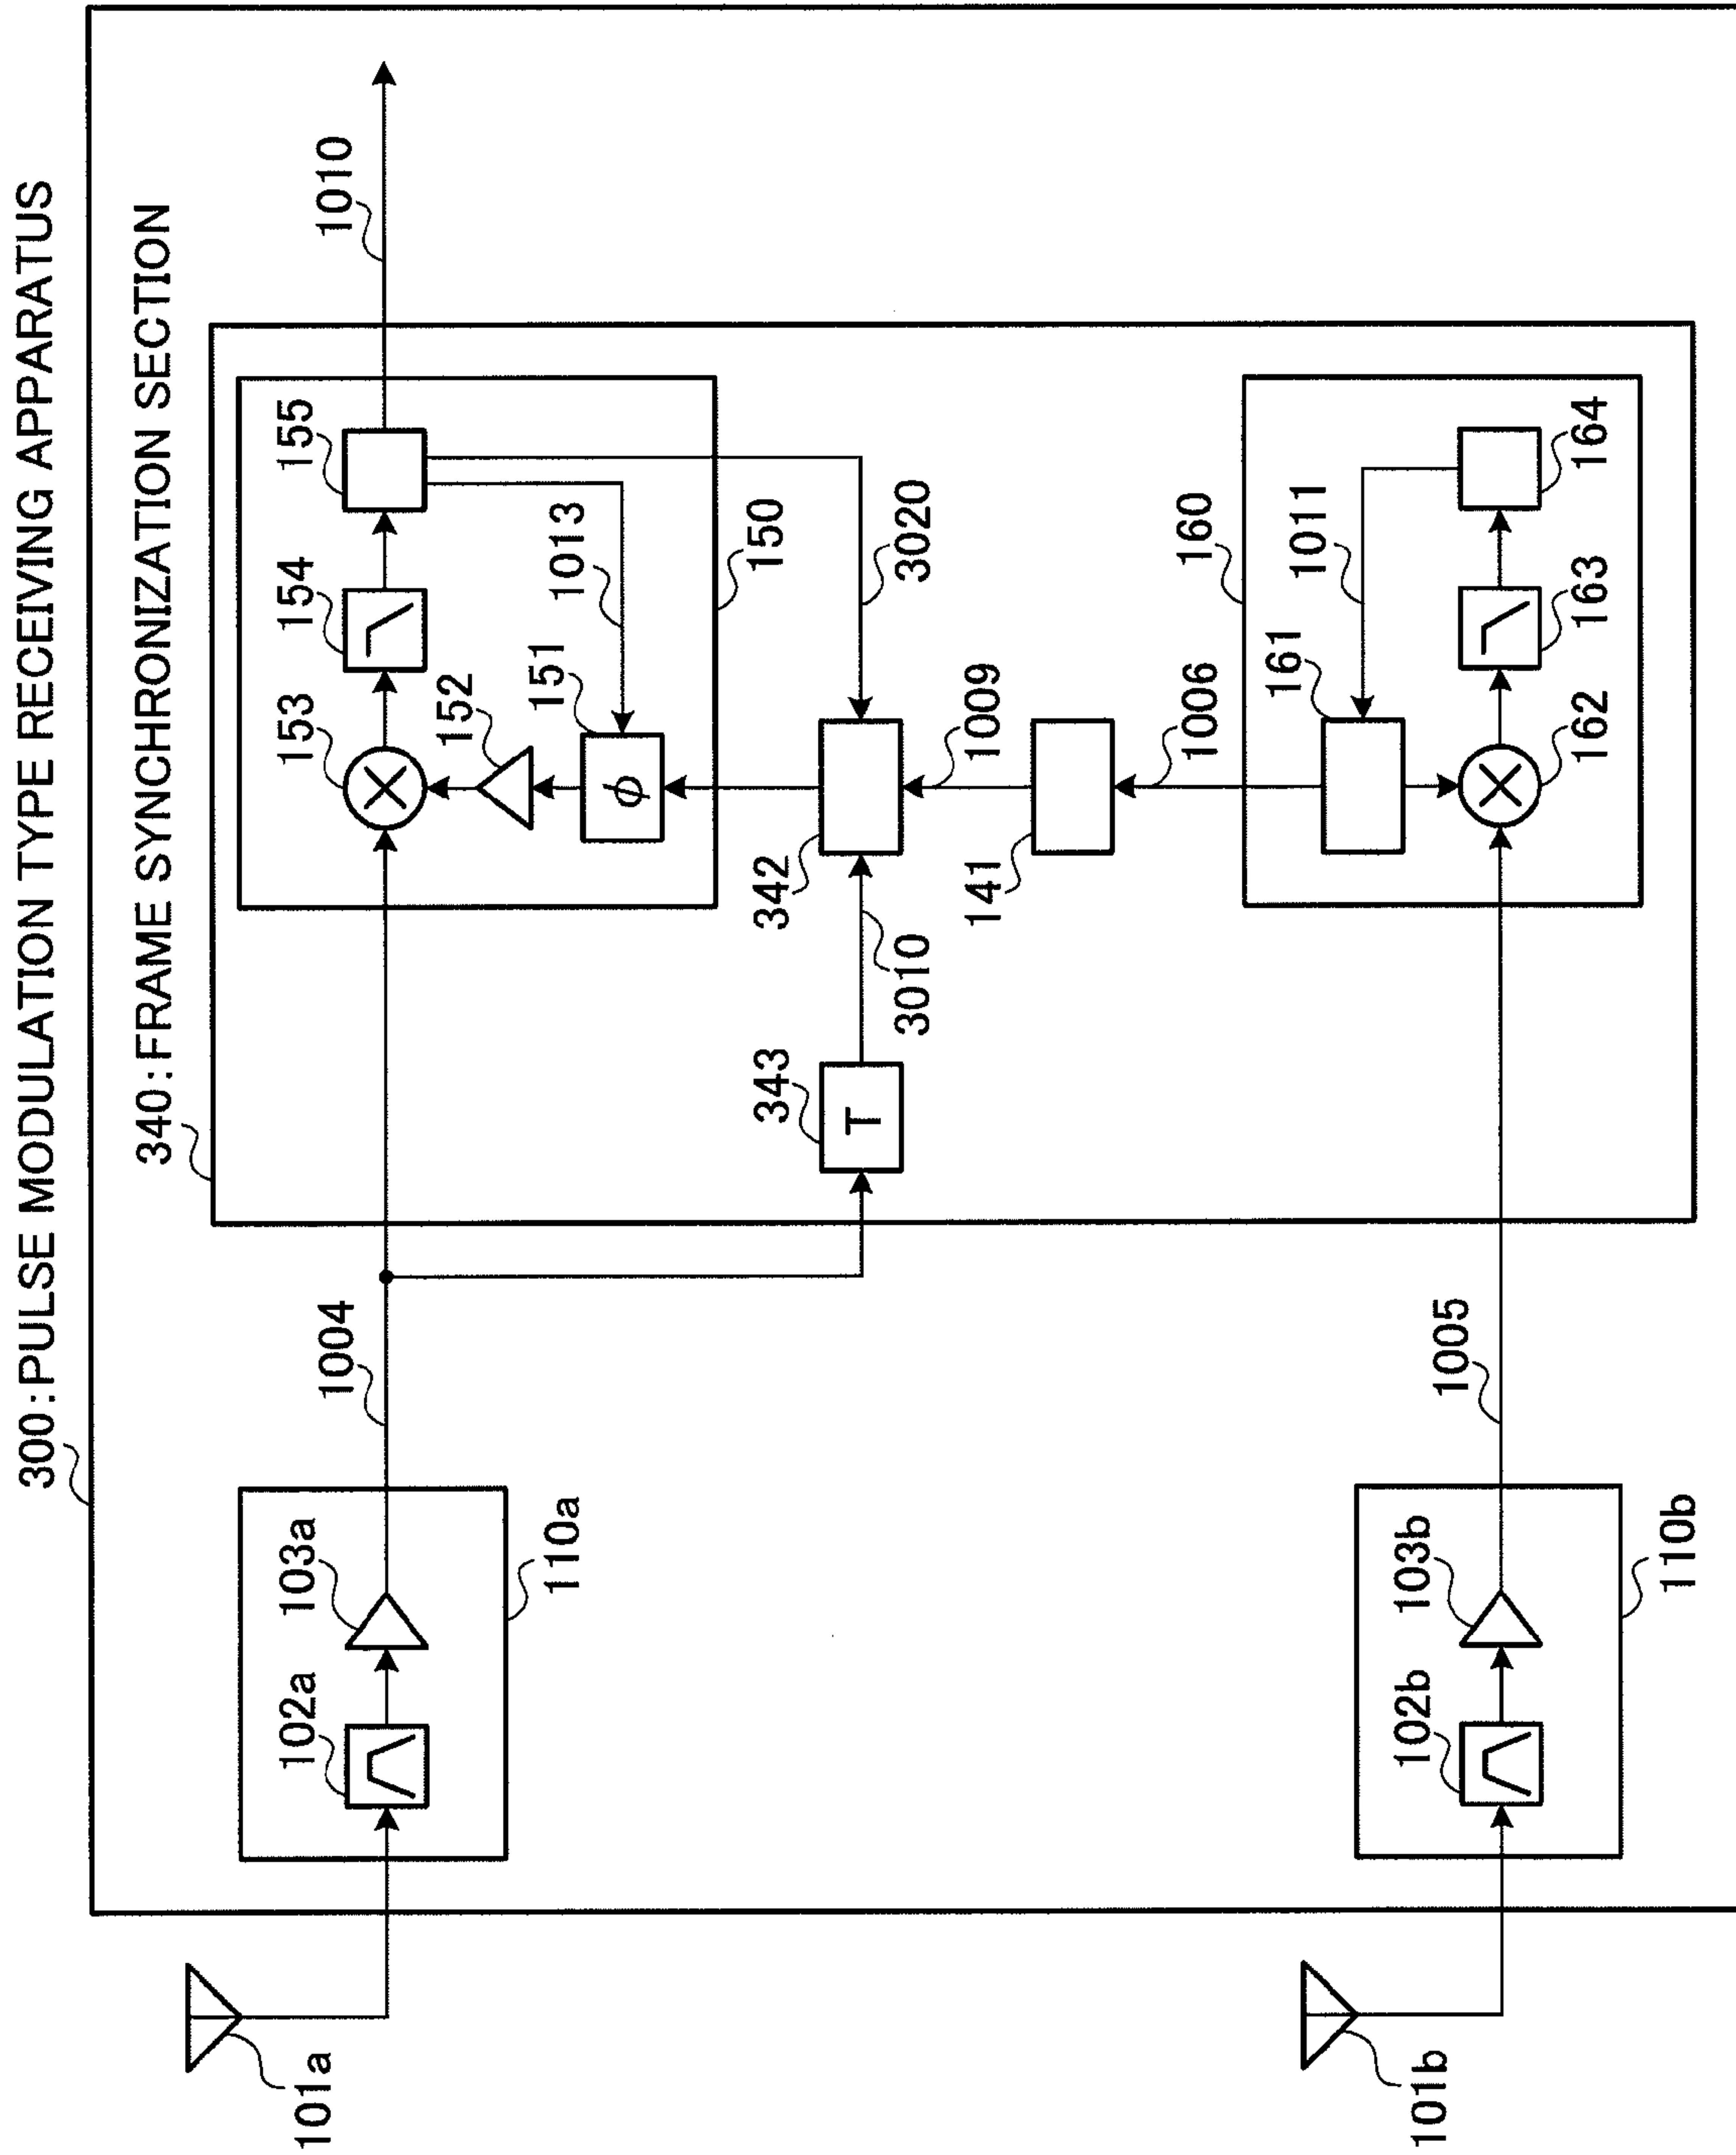 300:PULSE MODULATION TYPE RECEIVING APPARATUS
340:FRAME SYNCHRONIZATION SECTION
101a
102a
103a
110a
1004
153
154
155
1010
152
151
1013
150
ϕ
343
T
3010
342
3020
1009
141
1006
160
161
1011
101b
102b
103b
110b
1005
162
163
164